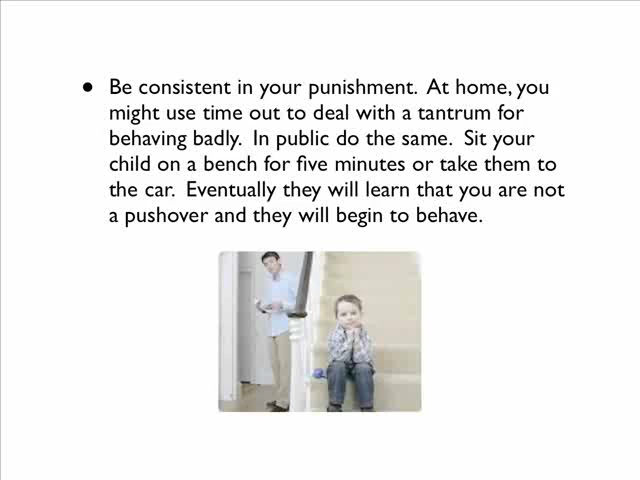 • Be consistent in your punishment.  At home, you
might use time out to deal with a tantrum for
behaving badly.  In public do the same.  Sit your
child on a bench for five minutes or take them to
the car.  Eventually they will learn that you are not
a pushover and they will begin to behave.